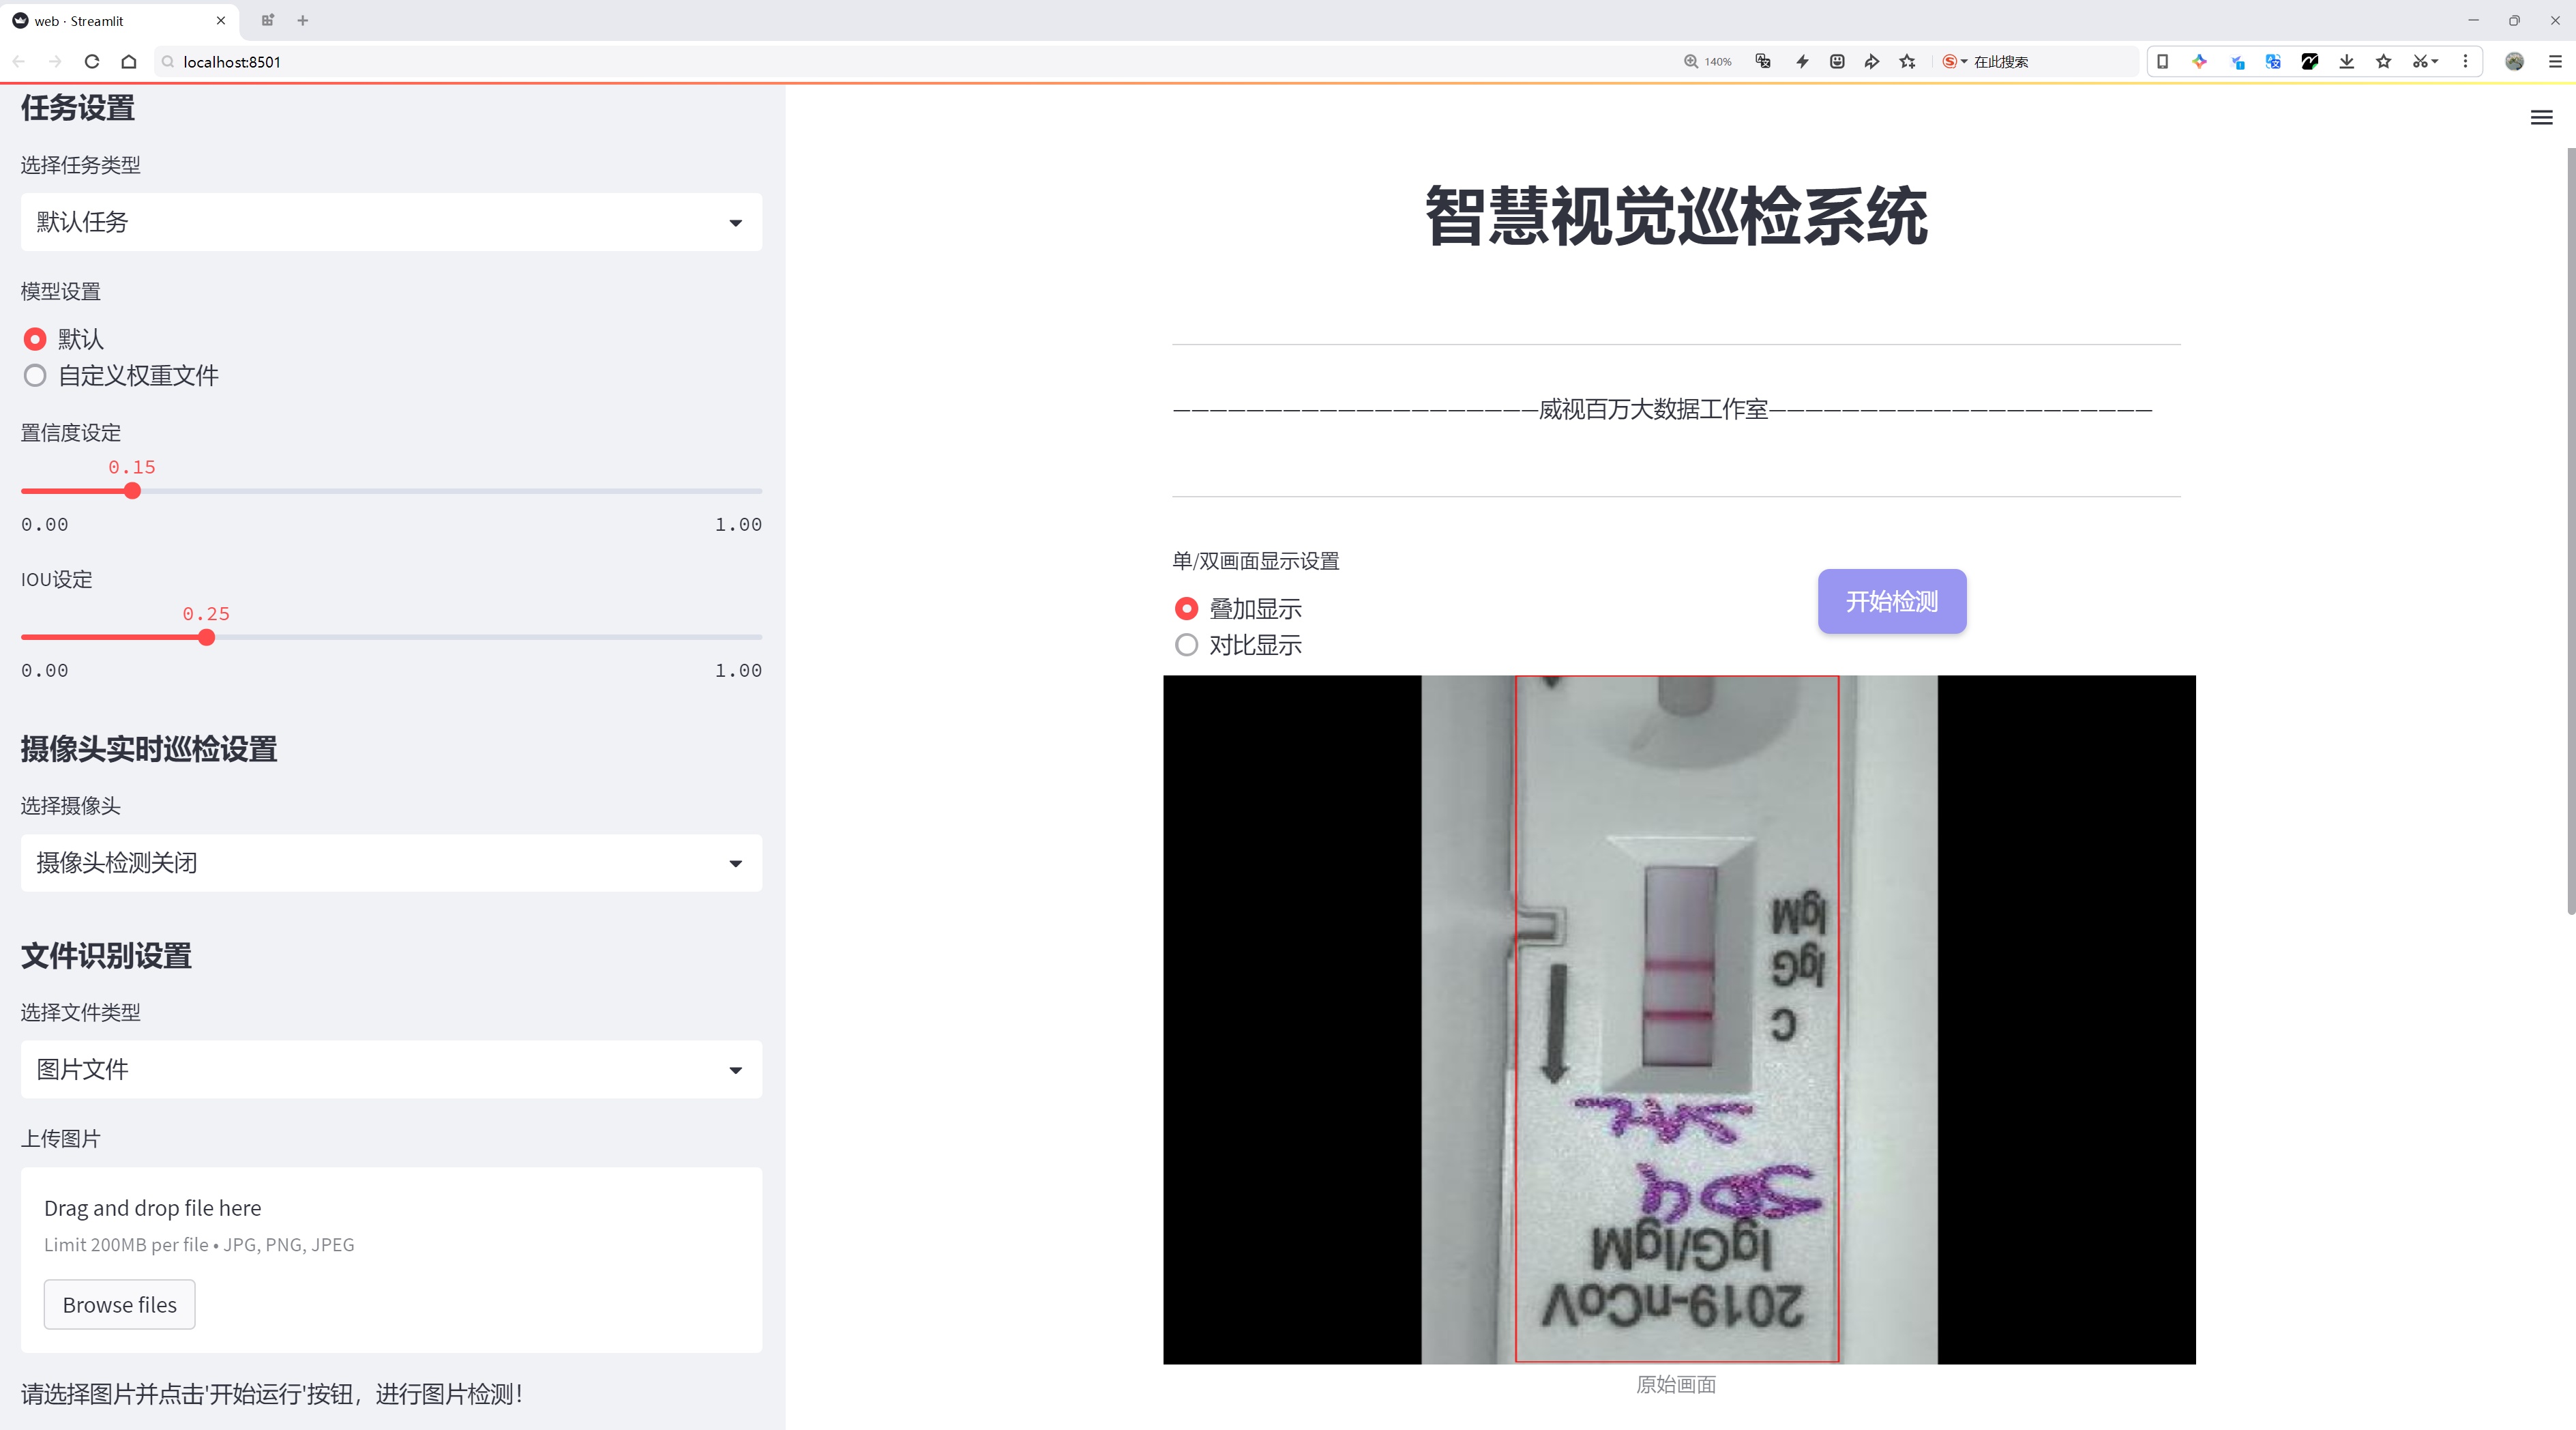 web · Streamlit
localhost:8501
140%
在此搜索
任务设置
选择任务类型
默认任务
模型设置
默认
自定义权重文件
置信度设定
0.15
0.00 1.00
IOU设定
0.25
0.00 1.00
摄像头实时巡检设置
选择摄像头
摄像头检测关闭
文件识别设置
选择文件类型
图片文件
上传图片
Drag and drop file here
Limit 200MB per file • JPG, PNG, JPEG
Browse files
请选择图片并点击'开始运行'按钮，进行图片检测！
智慧视觉巡检系统
————————————————————威视百万大数据工作室—————————————————————
单/双画面显示设置
叠加显示
对比显示
开始检测
IgM
IgG
C
IgG/IgM
2019-nCoV
原始画面